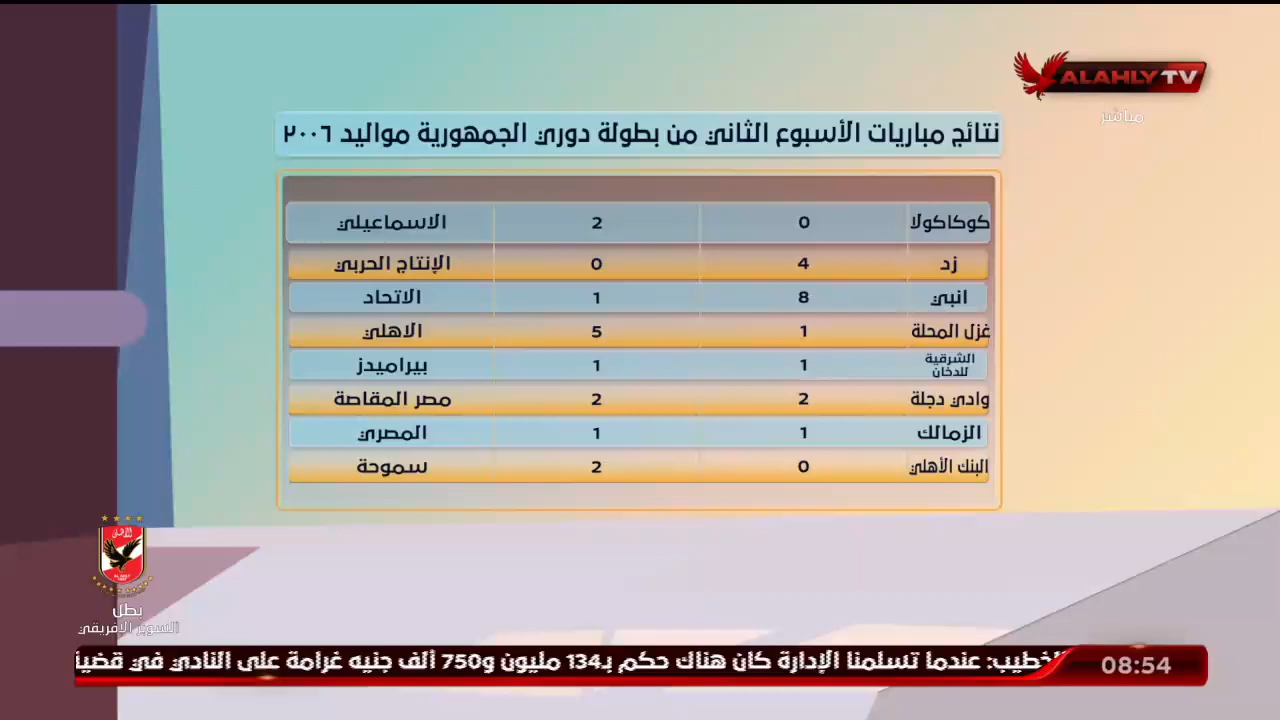 ALAHLY TV
مباشر
نتائج مباريات الأسبوع الثاني من بطولة دوري الجمهورية مواليد ٢٠٠٦
كوكاكولا 0 2 الاسماعيلي
زد 4 0 الإنتاج الحربي
انبي 8 1 الاتحاد
غزل المحلة 1 5 الاهلي
الشرقية للدخان 1 1 بيراميدز
وادي دجلة 2 2 مصر المقاصة
الزمالك 1 1 المصري
البنك الأهلي 0 2 سموحة
بطل
السوبر الافريقي
الخطيب: عندما تسلمنا الإدارة كان هناك حكم بـ134 مليون و750 ألف جنيه غرامة على النادي في
08:54